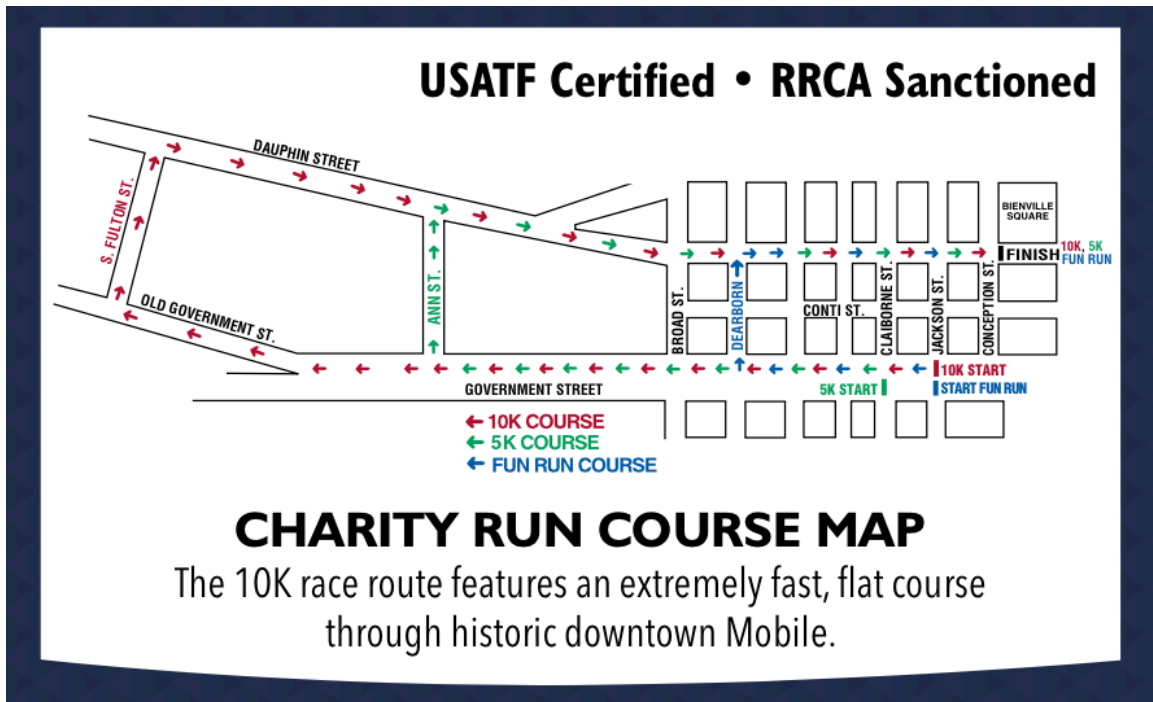 USATF Certified • RRCA Sanctioned
DAUPHIN STREET
S. FULTON ST.
OLD GOVERNMENT ST.
ANN ST.
BROAD ST.
DEARBORN
CONTI ST.
CLAIBORNE ST.
JACKSON ST.
CONCEPTION ST.
BIENVILLE
SQUARE
FINISH
10K, 5K
FUN RUN
10K START
5K START
START FUN RUN
GOVERNMENT STREET
10K COURSE
5K COURSE
FUN RUN COURSE
CHARITY RUN COURSE MAP
The 10K race route features an extremely fast, flat course
through historic downtown Mobile.